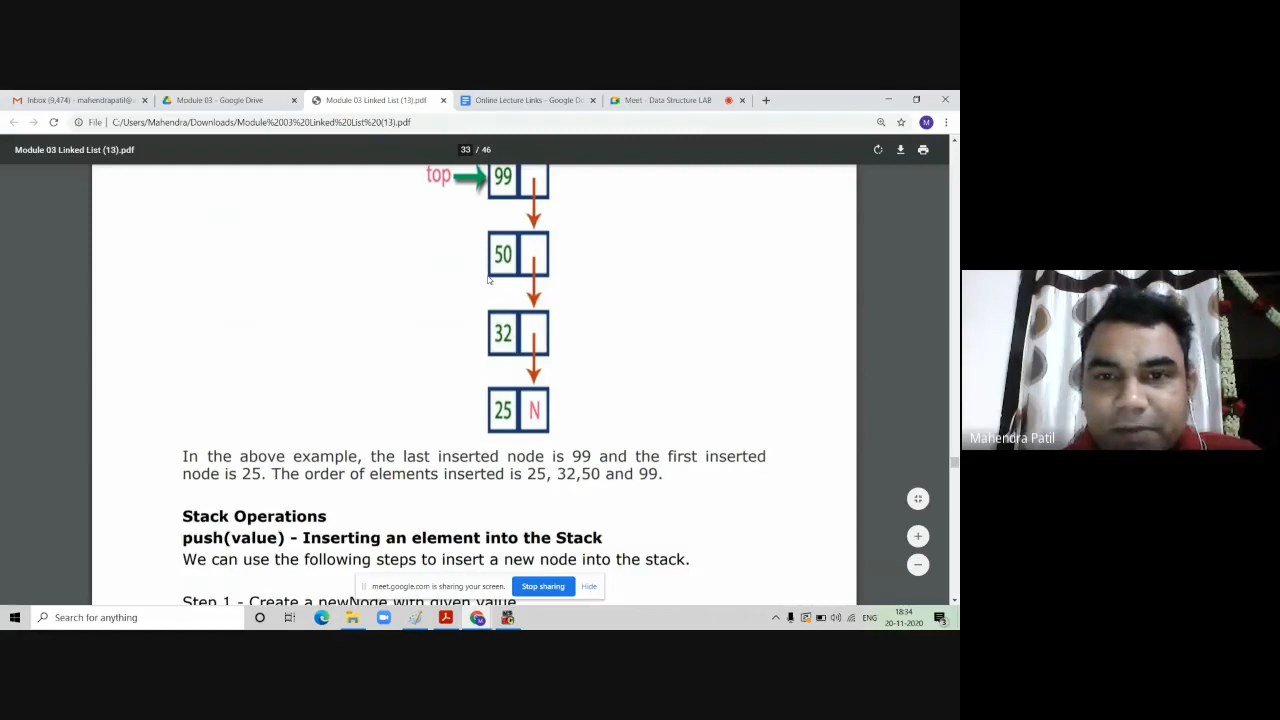 Inbox (9,474) - mahendrapatil@
Module 03 - Google Drive
Module 03 Linked List (13).pdf
Online Lecture Links - Google Do
Meet - Data Structure LAB
File
C:/Users/Mahendra/Downloads/Module%2003%20Linked%20List%20(13).pdf
M
Module 03 Linked List (13).pdf
33 / 46
top
99
50
32
25 N
In the above example, the last inserted node is 99 and the first inserted
node is 25. The order of elements inserted is 25, 32,50 and 99.
Stack Operations
push(value) - Inserting an element into the Stack
We can use the following steps to insert a new node into the stack.
meet.google.com is sharing your screen.
Stop sharing
Hide
Step 1 - Create a newNode with given value
Search for anything
ENG
18:34
20-11-2020
3
Mahendra Patil